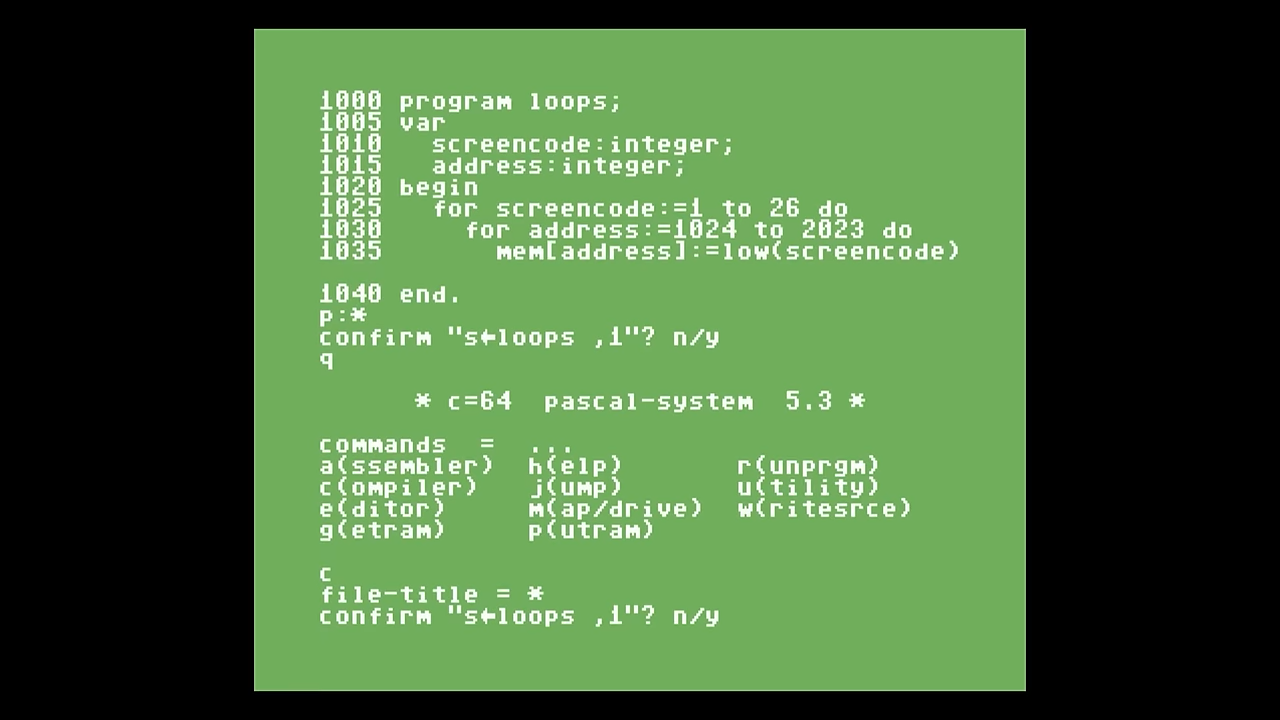 1000 program loops;
1005 var
1010   screencode:integer;
1015   address:integer;
1020 begin
1025   for screencode:=1 to 26 do
1030     for address:=1024 to 2023 do
1035       mem[address]:=low(screencode)
1040 end.
p:*
confirm "s←loops ,1"? n/y
q
* c=64  pascal-system  5.3 *
commands  =  ...
a(ssembler)  h(elp)       r(unprgm)
c(ompiler)   j(ump)       u(tility)
e(ditor)     m(ap/drive)  w(ritesrce)
g(etram)     p(utram)
c
file-title = *
confirm "s←loops ,1"? n/y